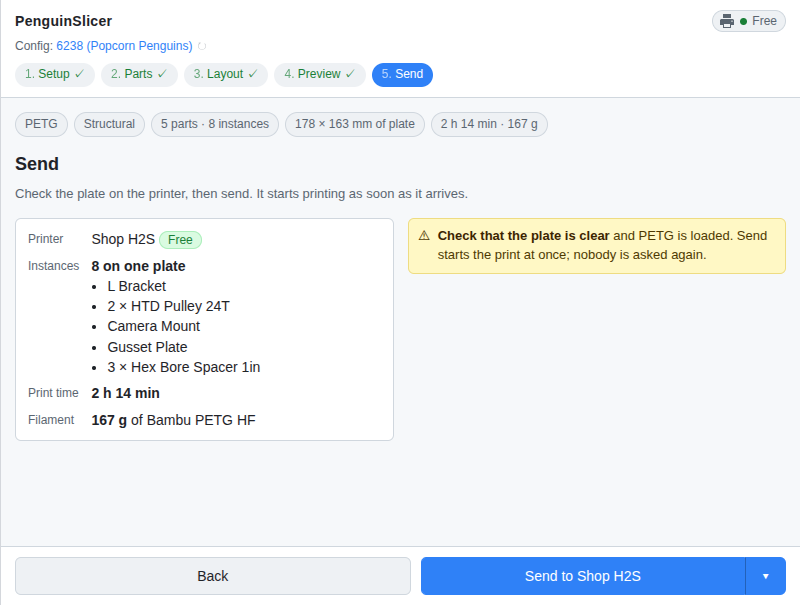 PenguinSlicer
Free
Config: 6238 (Popcorn Penguins)
1. Setup ✓
2. Parts ✓
3. Layout ✓
4. Preview ✓
5. Send
PETG
Structural
5 parts · 8 instances
178 × 163 mm of plate
2 h 14 min · 167 g
Send
Check the plate on the printer, then send. It starts printing as soon as it arrives.
Printer Shop H2S Free
Instances 8 on one plate
• L Bracket
• 2 × HTD Pulley 24T
• Camera Mount
• Gusset Plate
• 3 × Hex Bore Spacer 1in
Print time 2 h 14 min
Filament 167 g of Bambu PETG HF
⚠ Check that the plate is clear and PETG is loaded. Send
starts the print at once; nobody is asked again.
Back
Send to Shop H2S ▼